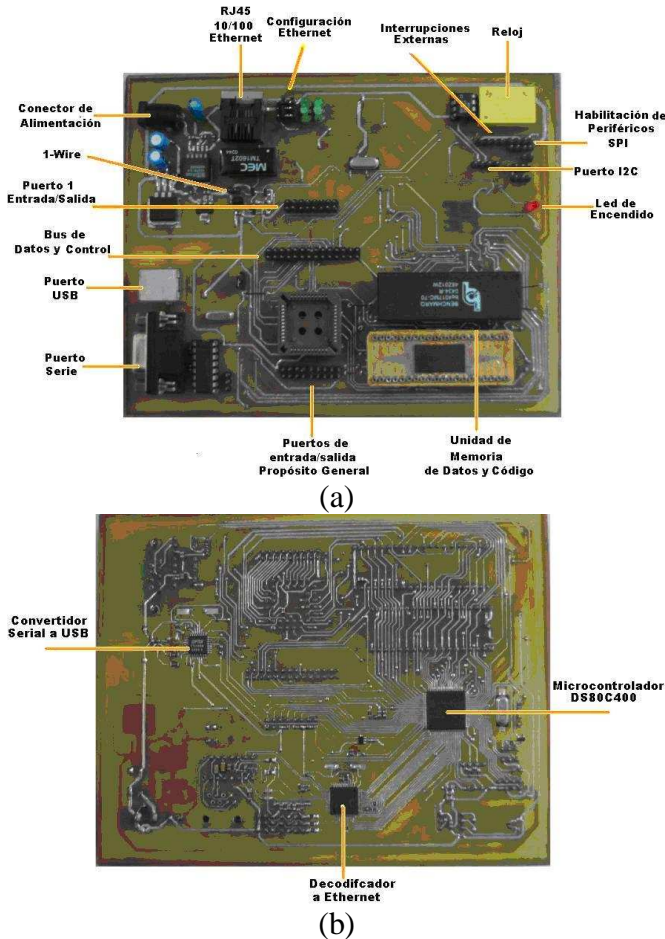 RJ45
10/100
Ethernet
Configuración
Ethernet
Interrupciones
Externas
Reloj
Conector de
Alimentación
Habilitación de
Periféricos
SPI
1-Wire
Puerto I2C
Puerto 1
Entrada/Salida
Led de
Encendido
Bus de
Datos y Control
Puerto
USB
Puerto
Serie
MEC
BENCHMARQ
Puertos de
entrada/salida
Propósito General
Unidad de
Memoria
de Datos y Código
(a)
Convertidor
Serial a USB
Microcontrolador
DS80C400
Decodifcador
a Ethernet
(b)